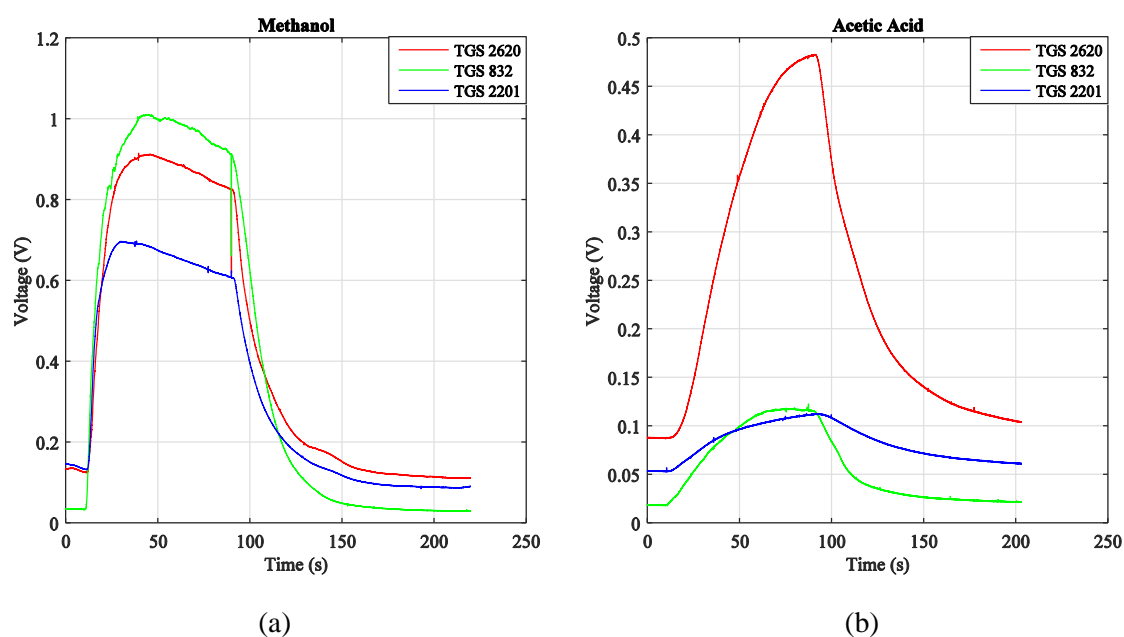 Methanol
1.2
1
0.8
0.6
0.4
0.2
0
Voltage (V)
0 50 100 150 200 250
Time (s)
TGS 2620
TGS 832
TGS 2201
(a)
Acetic Acid
0.5
0.45
0.4
0.35
0.3
0.25
0.2
0.15
0.1
0.05
0
Voltage (V)
0 50 100 150 200 250
Time (s)
TGS 2620
TGS 832
TGS 2201
(b)